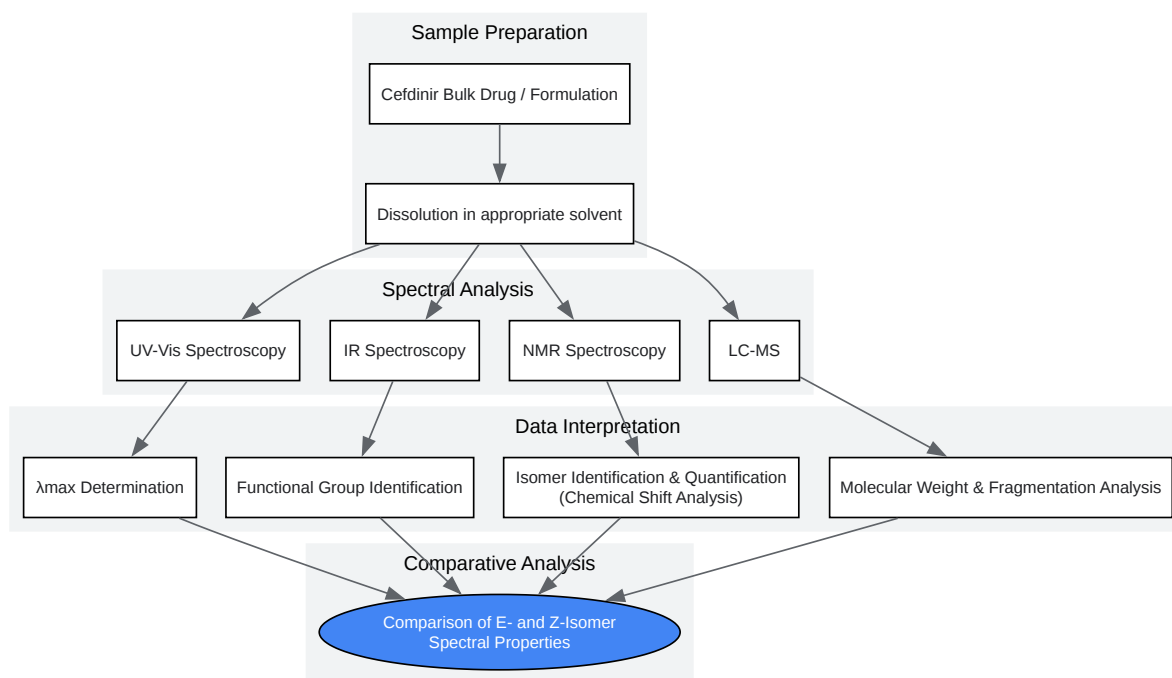 Sample Preparation
Cefdinir Bulk Drug / Formulation
Dissolution in appropriate solvent
Spectral Analysis
UV-Vis Spectroscopy
IR Spectroscopy
NMR Spectroscopy
LC-MS
Data Interpretation
λmax Determination
Functional Group Identification
Isomer Identification & Quantification
(Chemical Shift Analysis)
Molecular Weight & Fragmentation Analysis
Comparative Analysis
Comparison of E- and Z-Isomer
Spectral Properties